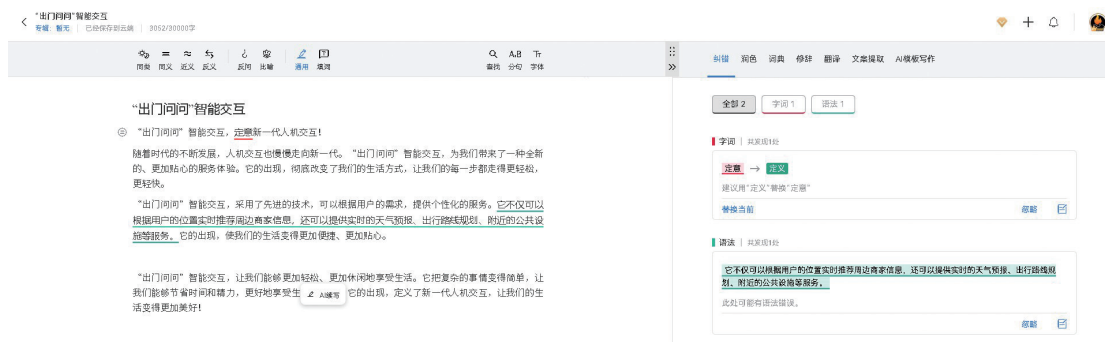 "出门问问"智能交互
专辑: 暂无 已经保存到云端 3052/30000字
同类 同义 近义 反义 反问 比喻 通用 填词 查找 分句 字体
纠错 润色 词典 修辞 翻译 文案提取 AI模板写作
"出门问问"智能交互
"出门问问"智能交互，定意新一代人机交互！
随着时代的不断发展，人机交互也慢慢走向新一代。"出门问问"智能交互，为我们带来了一种全新
的、更加贴心的服务体验。它的出现，彻底改变了我们的生活方式，让我们的每一步都走得更轻松，
更轻快。
"出门问问"智能交互，采用了先进的技术，可以根据用户的需求，提供个性化的服务。它不仅可以
根据用户的位置实时推荐周边商家信息，还可以提供实时的天气预报、出行路线规划、附近的公共设
施等服务。它的出现，使我们的生活变得更加便捷、更加贴心。
"出门问问"智能交互，让我们能够更加轻松、更加休闲地享受生活。它把复杂的事情变得简单，让
我们能够节省时间和精力，更好地享受生 AI续写 它的出现，定义了新一代人机交互，让我们的生
活变得更加美好！
全部 2 字词 1 语法 1
字词 共发现1处
定意 → 定义
建议用"定义"替换"定意"
替换当前 忽略
语法 共发现1处
它不仅可以根据用户的位置实时推荐周边商家信息，还可以提供实时的天气预报、出行路线规
划、附近的公共设施等服务。
此处可能有语法错误。
忽略